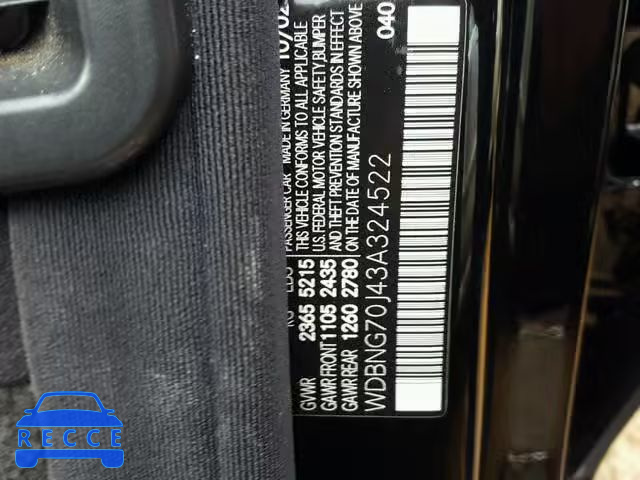 PASSENGER CAR MADE IN GERMANY 10/02
THIS VEHICLE CONFORMS TO ALL APPLICABLE
U.S. FEDERAL MOTOR VEHICLE SAFETY, BUMPER
AND THEFT PREVENTION STANDARDS IN EFFECT
ON THE DATE OF MANUFACTURE SHOWN ABOVE
KG LBS
GVWR 2365 5215
GAWR FRONT 1105 2435
GAWR REAR 1260 2780
WDBNG70J43A324522
040
RECCE